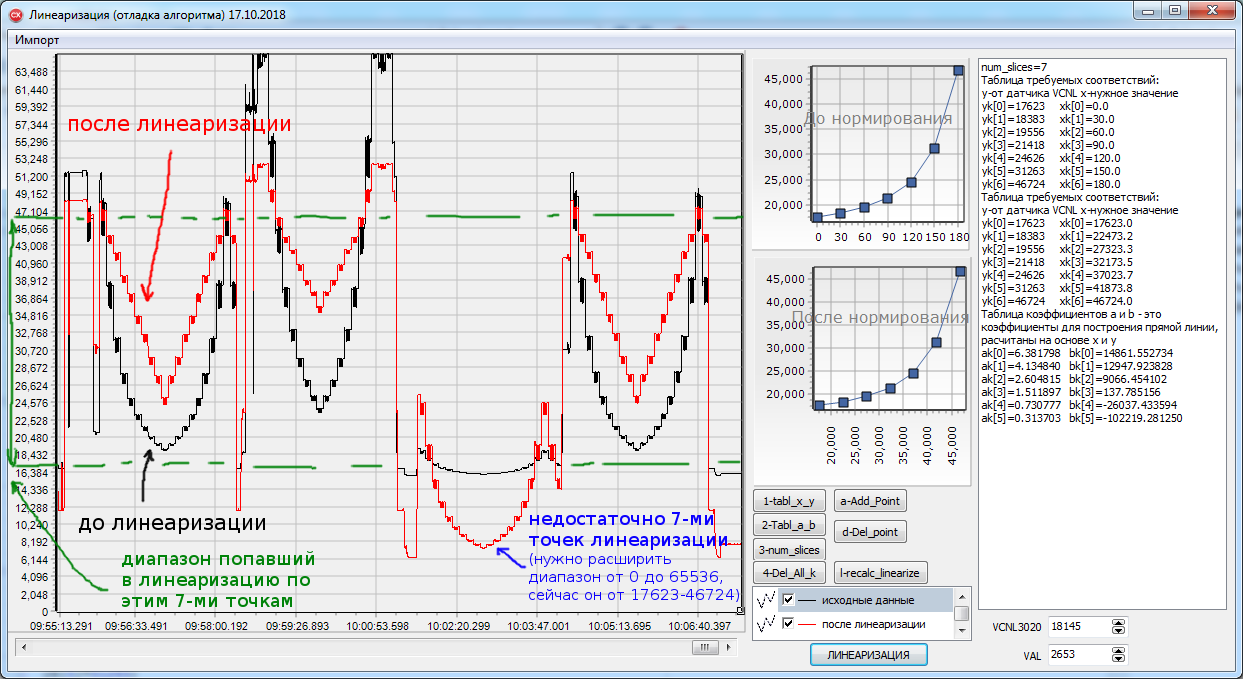 Линеаризация (отладка алгоритма) 17.10.2018
Импорт
63,488
61,440
59,392
57,344
55,296
53,248
51,200
49,152
47,104
45,056
43,008
40,960
38,912
36,864
34,816
32,768
30,720
28,672
26,624
24,576
22,528
20,480
18,432
16,384
14,336
12,288
10,240
8,192
6,144
4,096
2,048
0
после линеаризации
до линеаризации
диапазон попавший
в линеаризацию по
этим 7-ми точкам
недостаточно 7-ми
точек линеаризации
(нужно расширить
диапазон от 0 до 65536,
сейчас он от 17623-46724)
09:55:13.291 09:56:33.491 09:58:00.192 09:59:26.893 10:00:53.598 10:02:20.299 10:03:47.001 10:05:13.695 10:06:40.397
45,000
40,000
35,000
30,000
25,000
20,000
До нормирования
0 30 60 90 120 150 180
45,000
40,000
35,000
30,000
25,000
20,000
После нормирования
20,000 25,000 30,000 35,000 40,000 45,000
1-tabl_x_y
a-Add_Point
2-Tabl_a_b
d-Del_point
3-num_slices
4-Del_All_k
l-recalc_linearize
исходные данные
после линеаризации
ЛИНЕАРИЗАЦИЯ
num_slices=7
Таблица требуемых соответствий:
y-от датчика VCNL x-нужное значение
yk[0]=17623 xk[0]=0.0
yk[1]=18383 xk[1]=30.0
yk[2]=19556 xk[2]=60.0
yk[3]=21418 xk[3]=90.0
yk[4]=24626 xk[4]=120.0
yk[5]=31263 xk[5]=150.0
yk[6]=46724 xk[6]=180.0
Таблица требуемых соответствий:
y-от датчика VCNL x-нужное значение
yk[0]=17623 xk[0]=17623.0
yk[1]=18383 xk[1]=22473.2
yk[2]=19556 xk[2]=27323.3
yk[3]=21418 xk[3]=32173.5
yk[4]=24626 xk[4]=37023.7
yk[5]=31263 xk[5]=41873.8
yk[6]=46724 xk[6]=46724.0
Таблица коэффициентов a и b - это
коэффициенты для построения прямой линии,
расчитаны на основе x и y
ak[0]=6.381798 bk[0]=14861.552734
ak[1]=4.134840 bk[1]=12947.923828
ak[2]=2.604815 bk[2]=9066.454102
ak[3]=1.511897 bk[3]=137.785156
ak[4]=0.730777 bk[4]=-26037.433594
ak[5]=0.313703 bk[5]=-102219.281250
VCNL3020 18145
VAL 2653